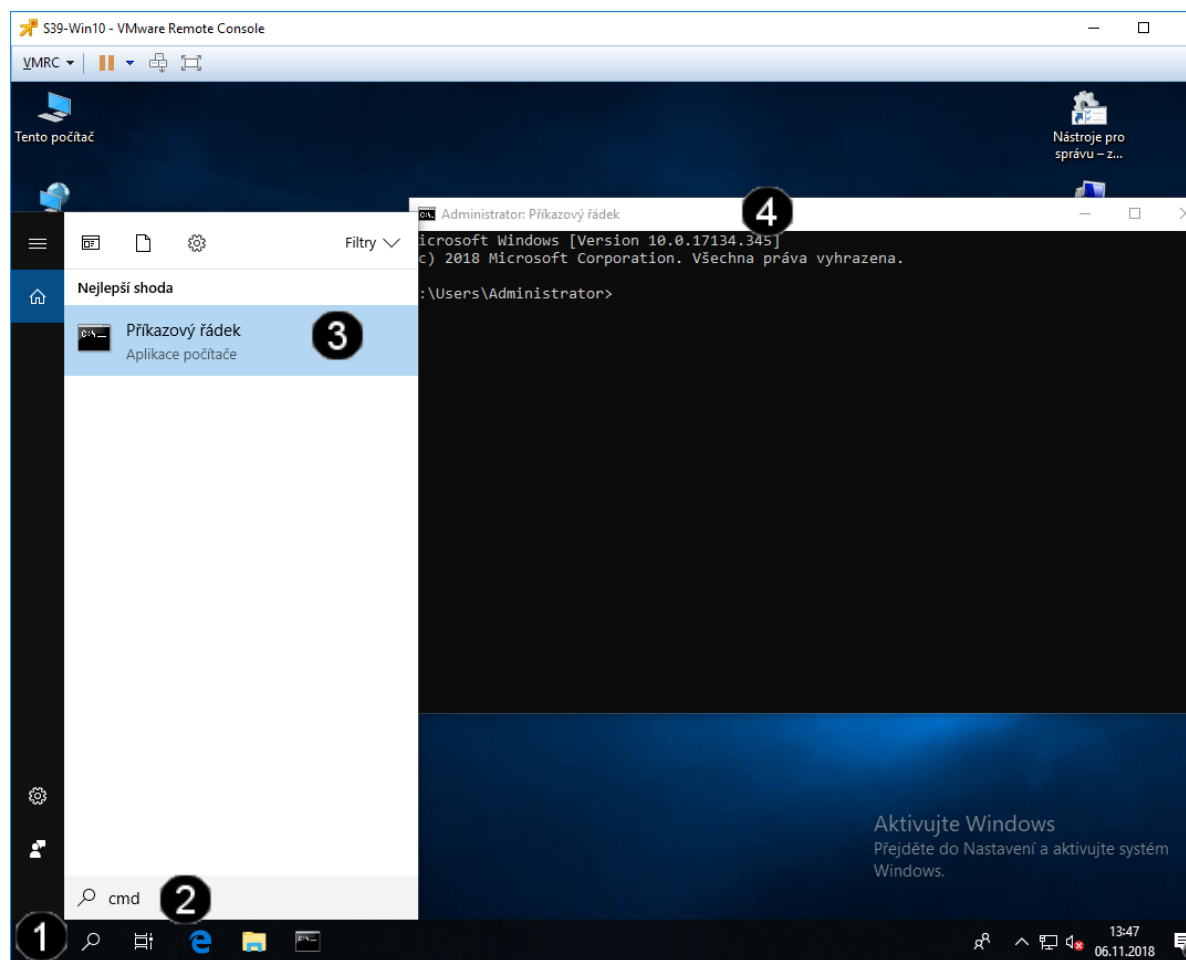 S39-Win10 - VMware Remote Console
VMRC
Tento počítač
Nástroje pro
správu – z...
Administrator: Příkazový řádek
4
icrosoft Windows [Version 10.0.17134.345]
c) 2018 Microsoft Corporation. Všechna práva vyhrazena.
:\Users\Administrator>
Filtry
Nejlepší shoda
Příkazový řádek
3
Aplikace počítače
Aktivujte Windows
Přejděte do Nastavení a aktivujte systém
Windows.
cmd
2
1
13:47
06.11.2018